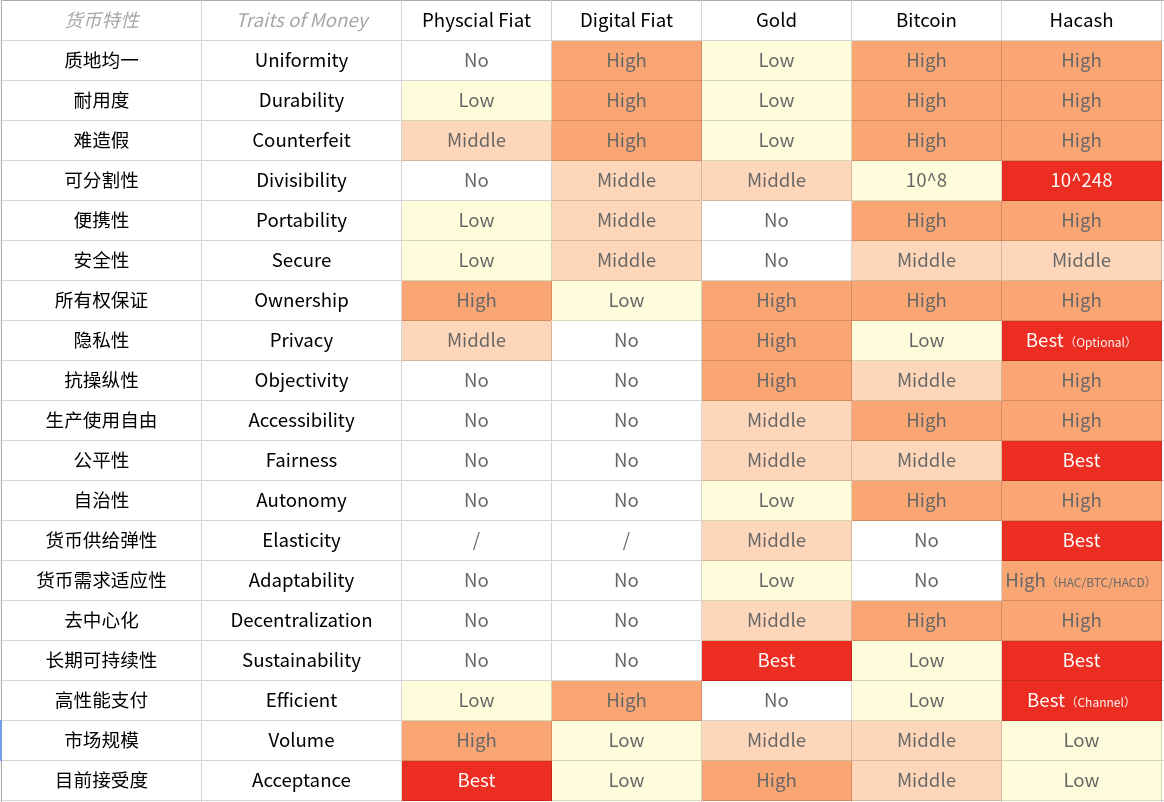 货币特性 Traits of Money Physcial Fiat Digital Fiat Gold Bitcoin Hacash
质地均一 Uniformity No High Low High High
耐用度 Durability Low High Low High High
难造假 Counterfeit Middle High Low High High
可分割性 Divisibility No Middle Middle 10^8 10^248
便携性 Portability Low Middle No High High
安全性 Secure Low Middle No Middle Middle
所有权保证 Ownership High Low High High High
隐私性 Privacy Middle No High Low Best（Optional）
抗操纵性 Objectivity No No High Middle High
生产使用自由 Accessibility No No Middle High High
公平性 Fairness No No Middle Middle Best
自治性 Autonomy No No Low High High
货币供给弹性 Elasticity / / Middle No Best
货币需求适应性 Adaptability No No Low No High（HAC/BTC/HACD）
去中心化 Decentralization No No Middle High High
长期可持续性 Sustainability No No Best Low Best
高性能支付 Efficient Low High No Low Best（Channel）
市场规模 Volume High Low Middle Middle Low
目前接受度 Acceptance Best Low High Middle Low